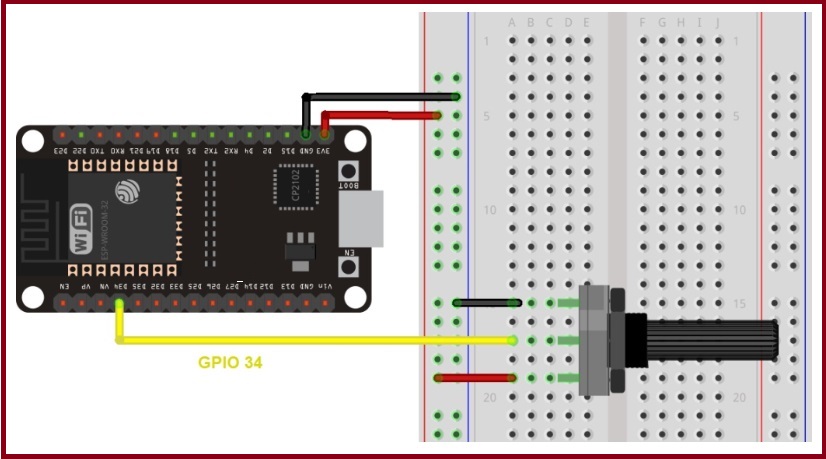 A B C D E F G H I J
1 1
5 5
D23 D22 TXD RXD D21 D19 D18 D5 TX2 RX2 D4 D2 D15 GND 3V3
BOOT
CP2102
10 10
WiFi
ESP-WROOM-32
EN
EN VP VN D34 D35 D32 D33 D25 D26 D27 D14 D12 D13 GND Vin
15 15
GPIO 34
20 20